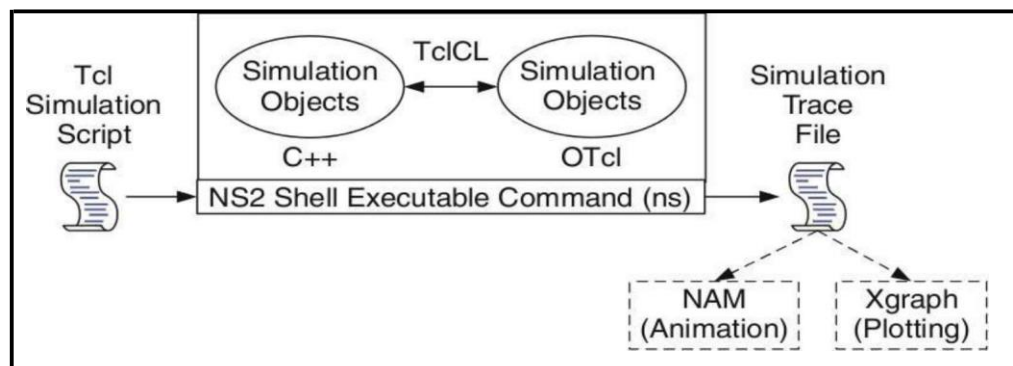 Tcl
Simulation
Script
TclCL
Simulation
Objects
C++
Simulation
Objects
OTcl
NS2 Shell Executable Command (ns)
Simulation
Trace
File
NAM
(Animation)
Xgraph
(Plotting)